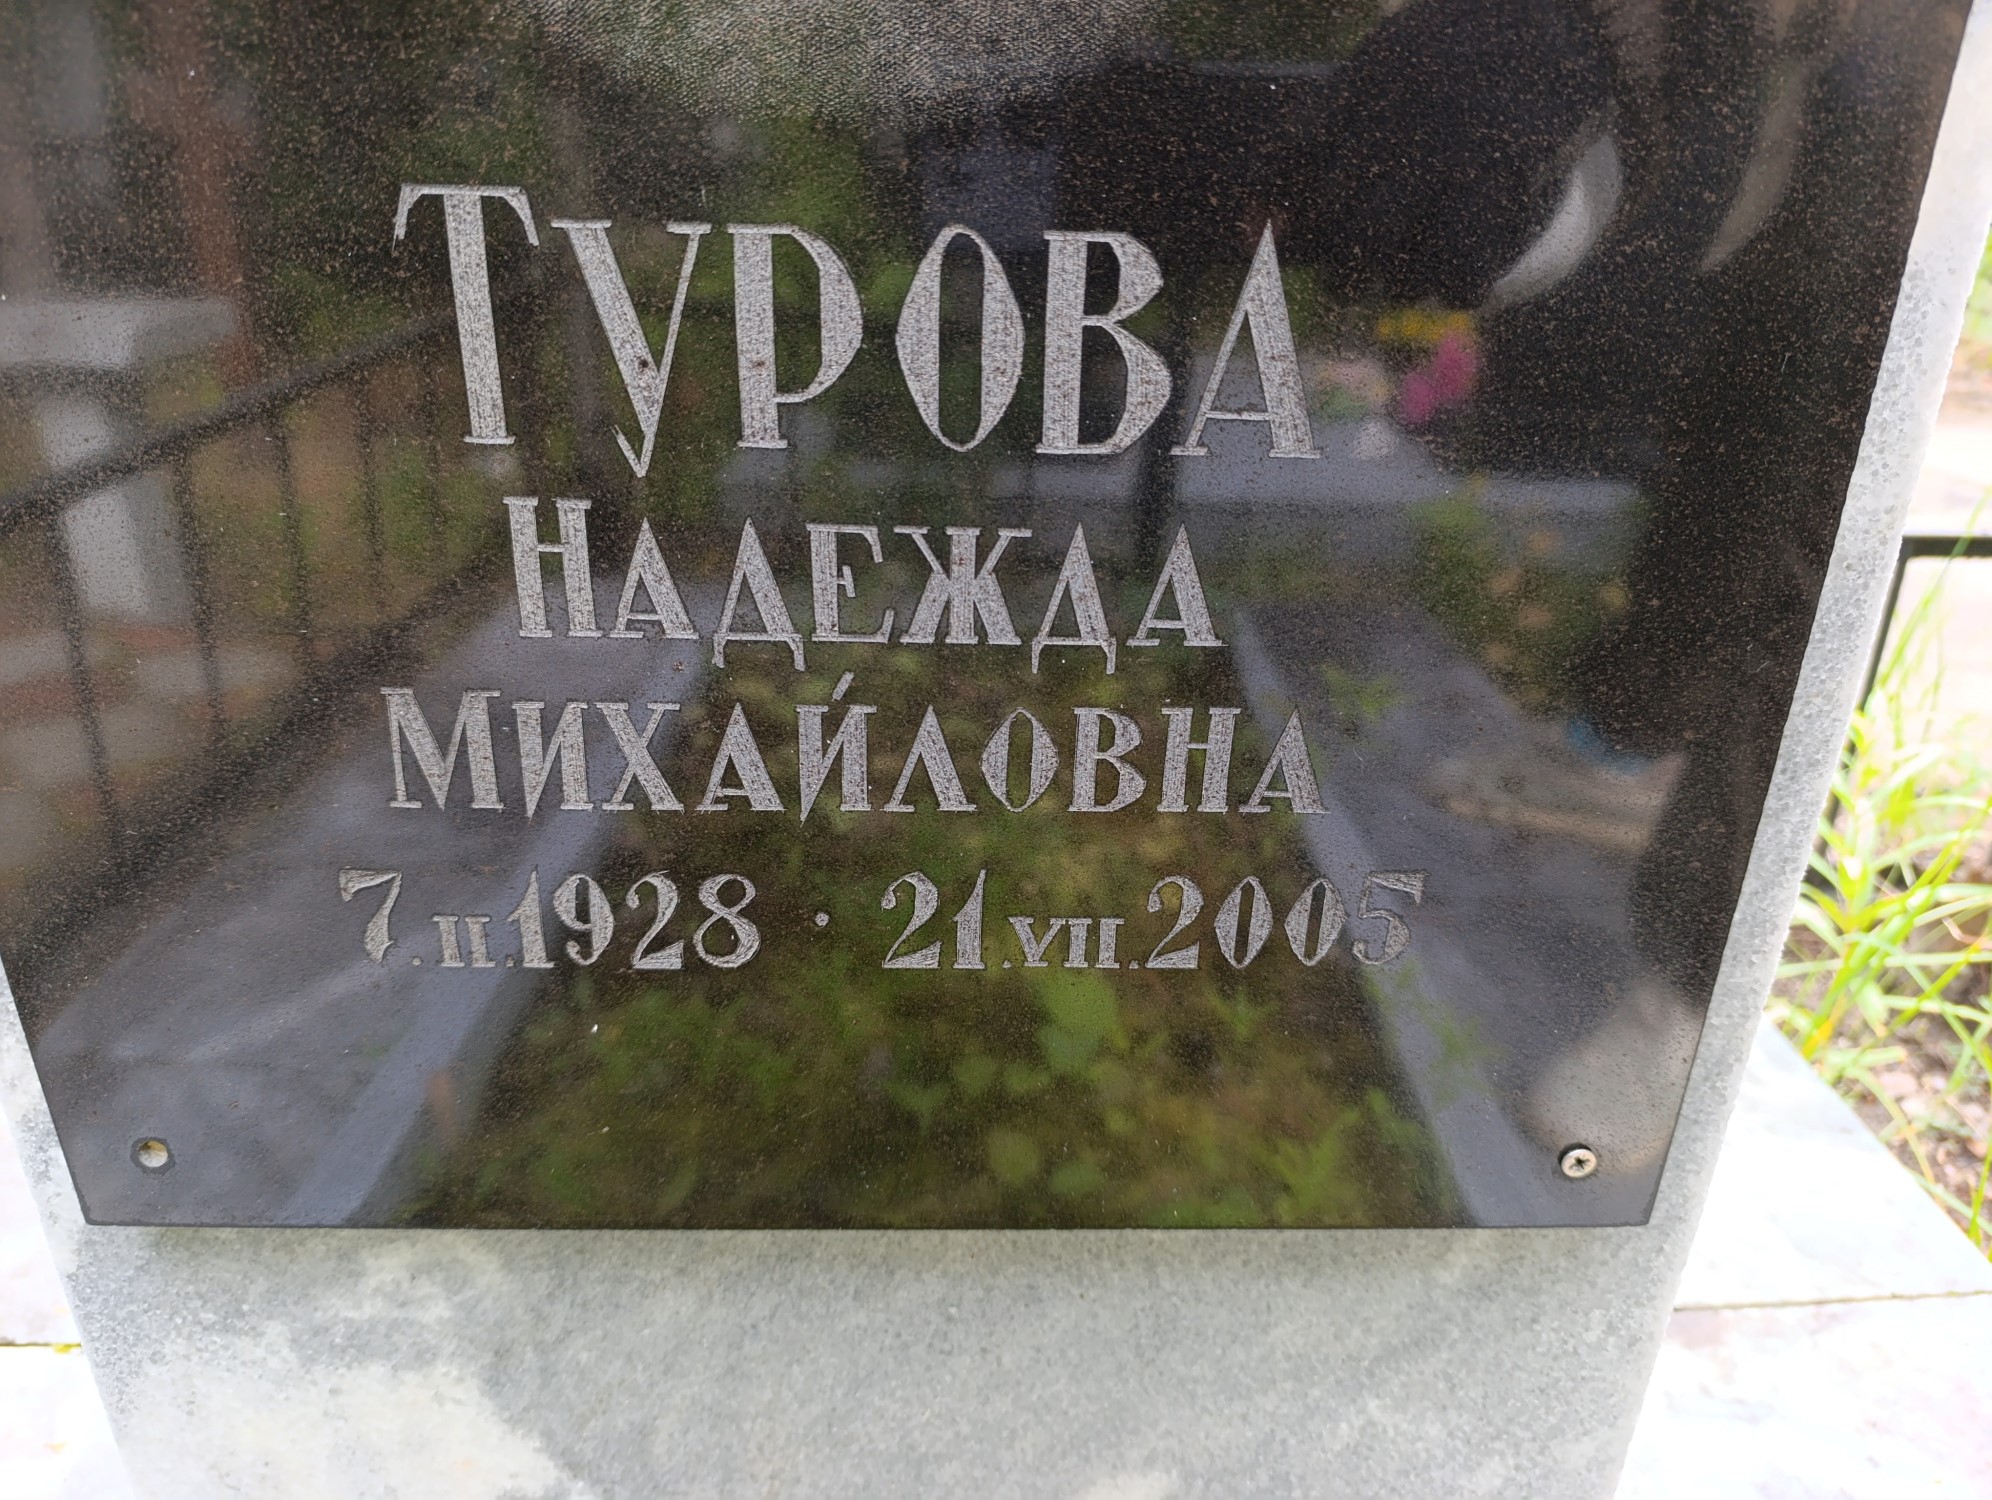 ТУРОВА
НАДЕЖДА
МИХАЙЛОВНА
7.II.1928 · 21.VII.2005